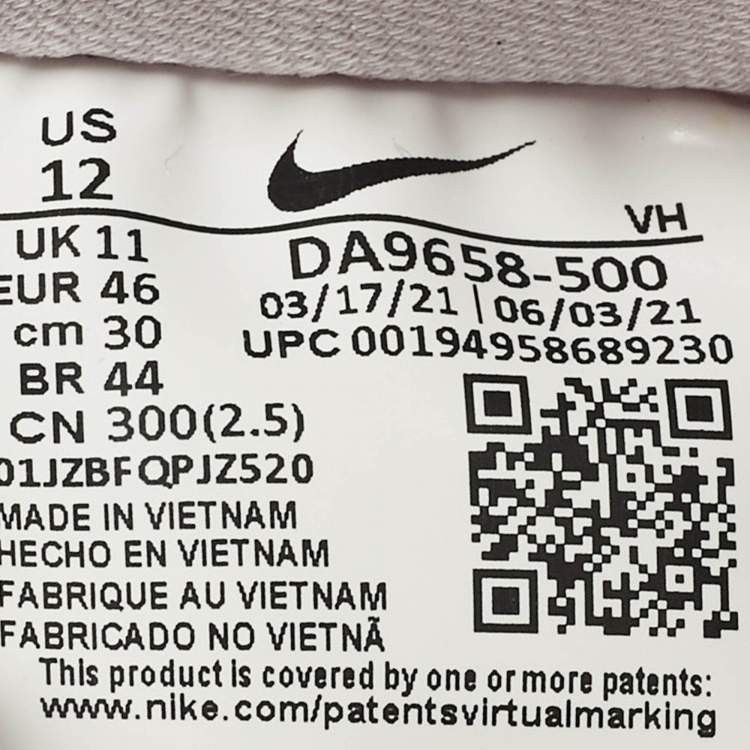 US
12
VH
UK 11
DA9658-500
EUR 46
03/17/21 | 06/03/21
cm 30
UPC 00194958689230
BR 44
CN 300(2.5)
01JZBFQPJZ520
MADE IN VIETNAM
HECHO EN VIETNAM
FABRIQUE AU VIETNAM
FABRICADO NO VIETNÃ
This product is covered by one or more patents:
www.nike.com/patentsvirtualmarking